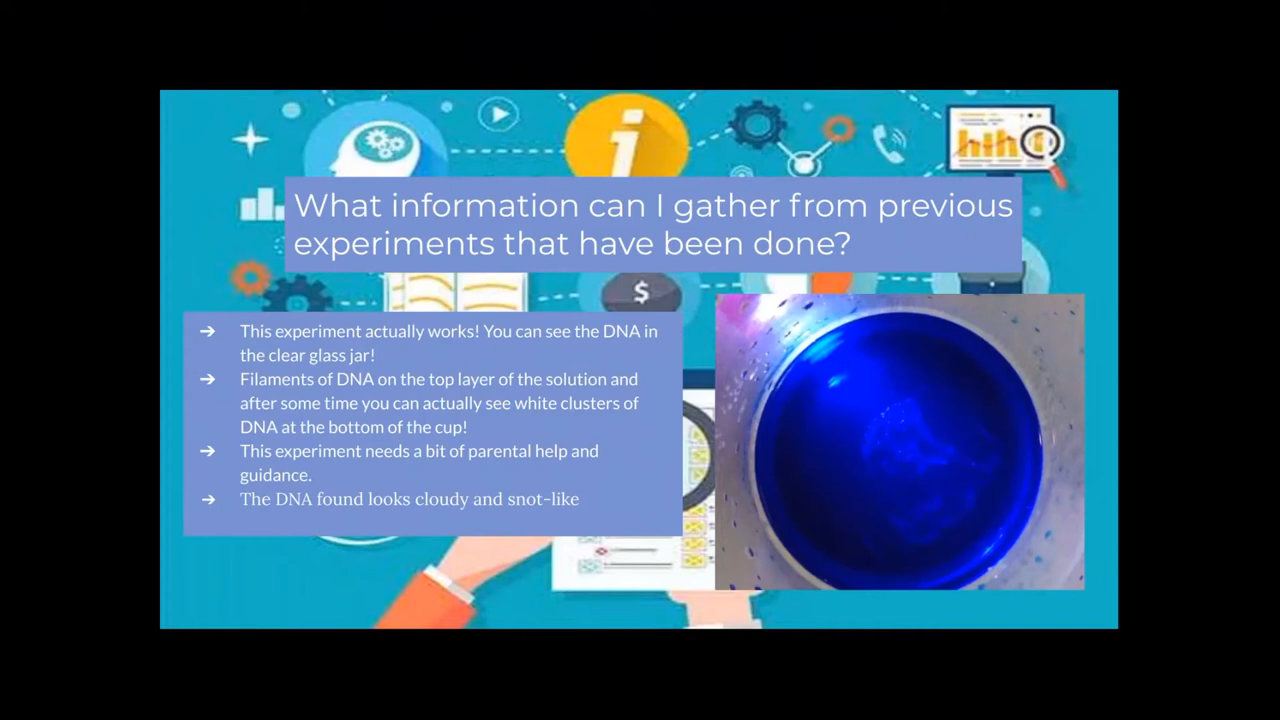 What information can I gather from previous
experiments that have been done?
➔ This experiment actually works! You can see the DNA in
the clear glass jar!
➔ Filaments of DNA on the top layer of the solution and
after some time you can actually see white clusters of
DNA at the bottom of the cup!
➔ This experiment needs a bit of parental help and
guidance.
➔ The DNA found looks cloudy and snot-like